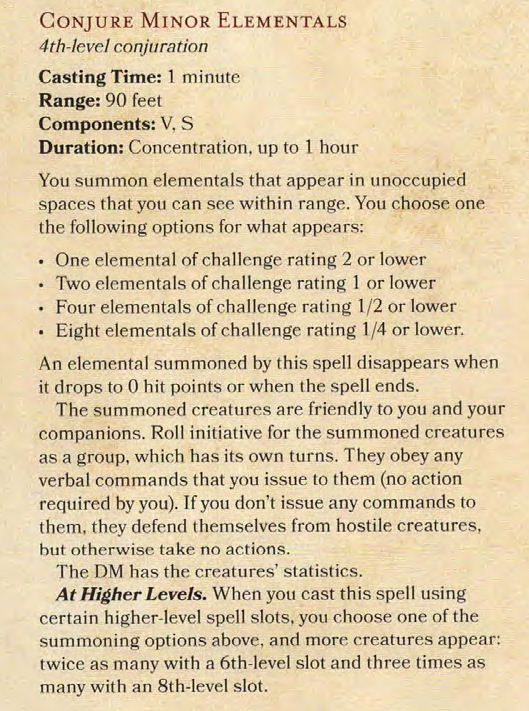 CONJURE MINOR ELEMENTALS
4th-level conjuration
Casting Time: 1 minute
Range: 90 feet
Components: V, S
Duration: Concentration, up to 1 hour
You summon elementals that appear in unoccupied
spaces that you can see within range. You choose one
the following options for what appears:
• One elemental of challenge rating 2 or lower
• Two elementals of challenge rating 1 or lower
• Four elementals of challenge rating 1/2 or lower
• Eight elementals of challenge rating 1/4 or lower.
An elemental summoned by this spell disappears when
it drops to 0 hit points or when the spell ends.
The summoned creatures are friendly to you and your
companions. Roll initiative for the summoned creatures
as a group, which has its own turns. They obey any
verbal commands that you issue to them (no action
required by you). If you don't issue any commands to
them, they defend themselves from hostile creatures,
but otherwise take no actions.
The DM has the creatures' statistics.
At Higher Levels. When you cast this spell using
certain higher-level spell slots, you choose one of the
summoning options above, and more creatures appear:
twice as many with a 6th-level slot and three times as
many with an 8th-level slot.